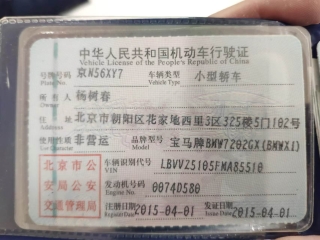 中华人民共和国机动车行驶证
Vehicle License of the People's Republic of China
号牌号码 京N56XY7 车辆类型 小型轿车
Plate No. Vehicle Type
所有人 杨树春
Owner
住址 北京市朝阳区花家地西里3区325楼5门102号
Address
使用性质 非营运 品牌型号 宝马牌BMW7202GX(BMWX1)
Use Character Model
北京市公安局公安交通管理局
车辆识别代号
VIN
发动机号码 0074D580
Engine No.
注册日期 2015-04-01 发证日期 2015-04-01
Register Date Issue Date